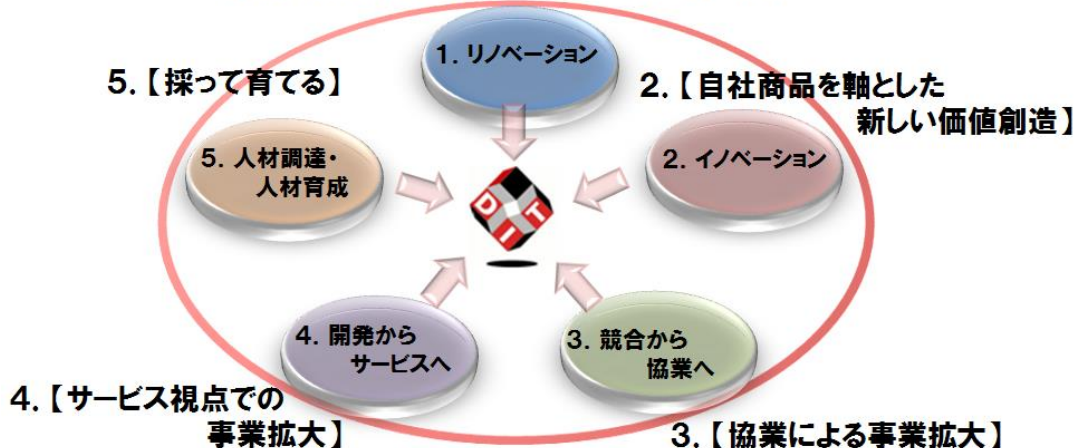 1. リノベーション
5.【採って育てる】
2.【自社商品を軸とした
新しい価値創造】
5. 人材調達・
人材育成
2. イノベーション
D I T
4. 開発から
サービスへ
3. 競合から
協業へ
4.【サービス視点での
事業拡大】
3.【協業による事業拡大】